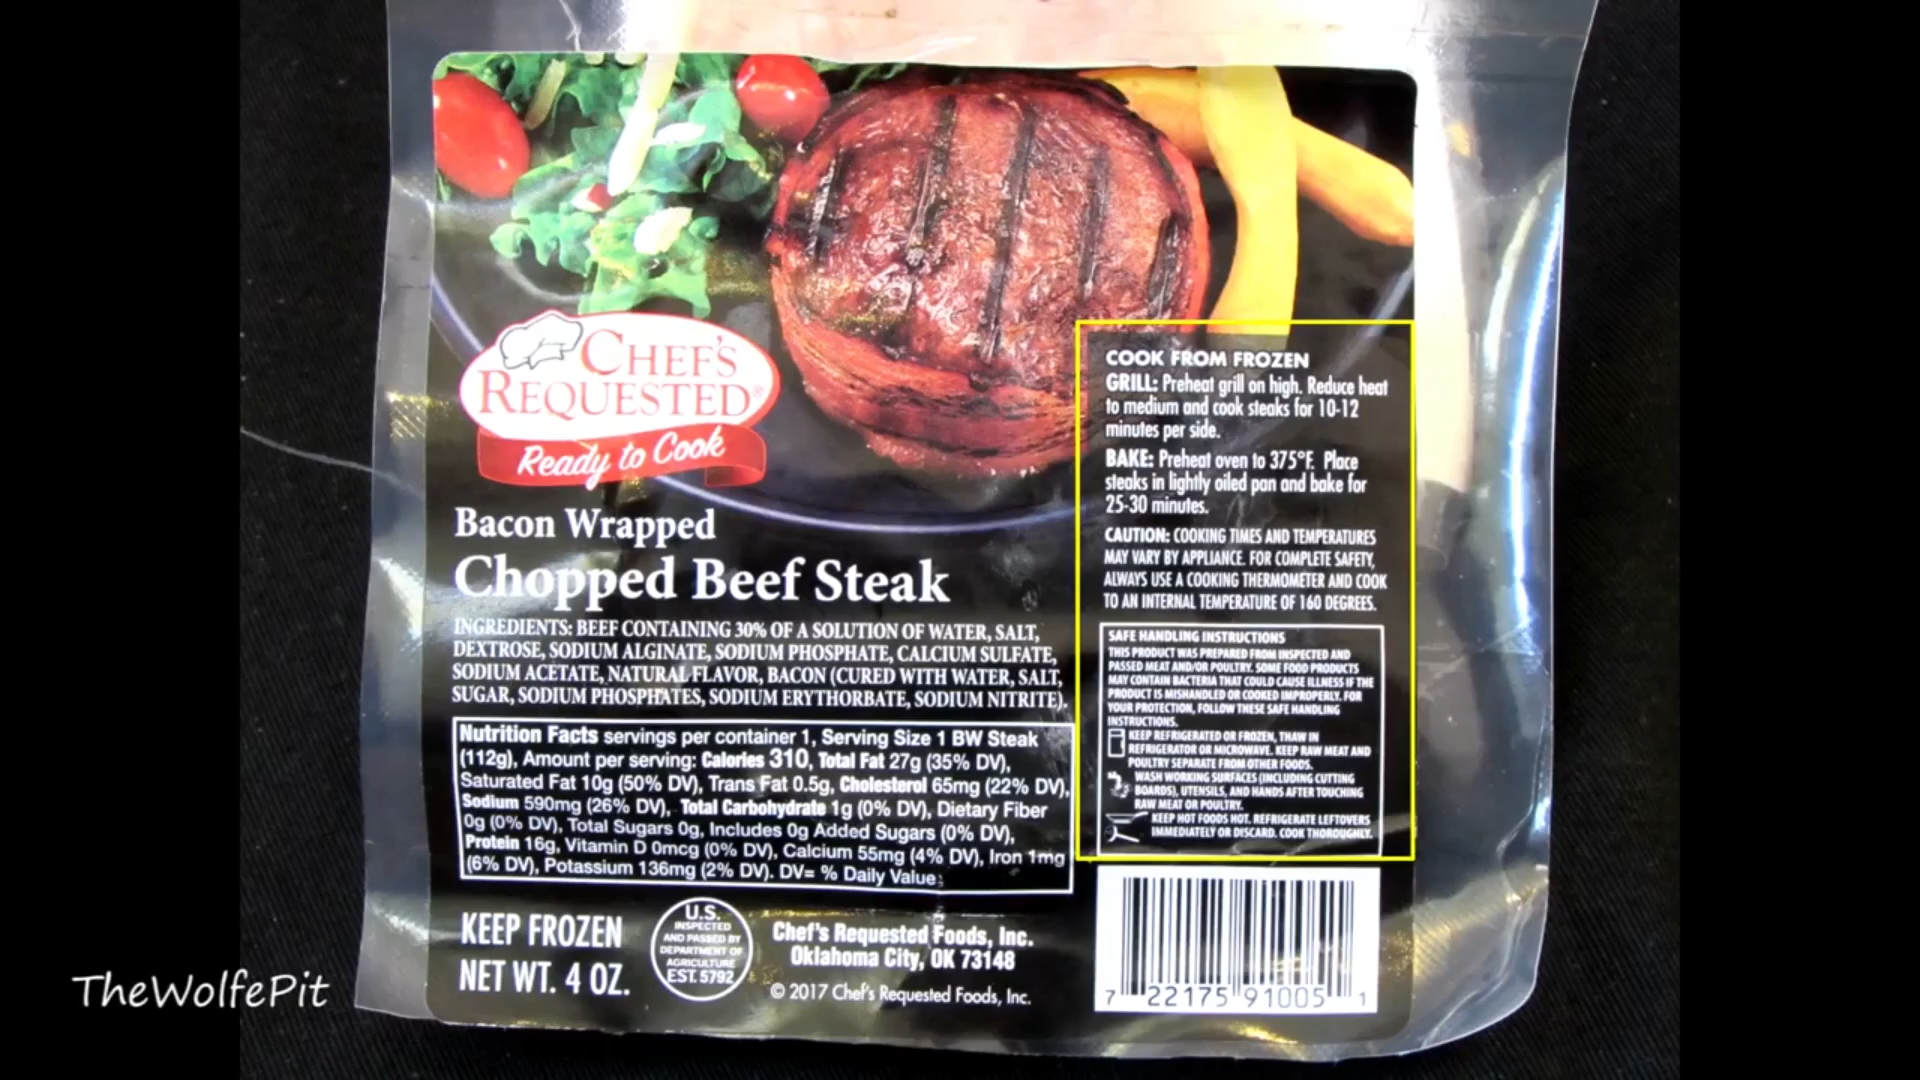 CHEF'S
REQUESTED®
Ready to Cook
Bacon Wrapped
Chopped Beef Steak
INGREDIENTS: BEEF CONTAINING 30% OF A SOLUTION OF WATER, SALT,
DEXTROSE, SODIUM ALGINATE, SODIUM PHOSPHATE, CALCIUM SULFATE,
SODIUM ACETATE, NATURAL FLAVOR, BACON (CURED WITH WATER, SALT,
SUGAR, SODIUM PHOSPHATES, SODIUM ERYTHORBATE, SODIUM NITRITE).
Nutrition Facts servings per container 1, Serving Size 1 BW Steak
(112g), Amount per serving: Calories 310, Total Fat 27g (35% DV),
Saturated Fat 10g (50% DV), Trans Fat 0.5g, Cholesterol 65mg (22% DV),
Sodium 590mg (26% DV), Total Carbohydrate 1g (0% DV), Dietary Fiber
0g (0% DV), Total Sugars 0g, Includes 0g Added Sugars (0% DV),
Protein 16g, Vitamin D 0mcg (0% DV), Calcium 55mg (4% DV), Iron 1mg
(6% DV), Potassium 136mg (2% DV). DV= % Daily Value
KEEP FROZEN
NET WT. 4 OZ.
U.S.
INSPECTED
AND PASSED BY
DEPARTMENT OF
AGRICULTURE
EST. 5792
Chef's Requested Foods, Inc.
Oklahoma City, OK 73148
© 2017 Chef's Requested Foods, Inc.
COOK FROM FROZEN
GRILL: Preheat grill on high. Reduce heat
to medium and cook steaks for 10-12
minutes per side.
BAKE: Preheat oven to 375°F. Place
steaks in lightly oiled pan and bake for
25-30 minutes.
CAUTION: COOKING TIMES AND TEMPERATURES
MAY VARY BY APPLIANCE. FOR COMPLETE SAFETY,
ALWAYS USE A COOKING THERMOMETER AND COOK
TO AN INTERNAL TEMPERATURE OF 160 DEGREES.
SAFE HANDLING INSTRUCTIONS
THIS PRODUCT WAS PREPARED FROM INSPECTED AND
PASSED MEAT AND/OR POULTRY. SOME FOOD PRODUCTS
MAY CONTAIN BACTERIA THAT COULD CAUSE ILLNESS IF THE
PRODUCT IS MISHANDLED OR COOKED IMPROPERLY. FOR
YOUR PROTECTION, FOLLOW THESE SAFE HANDLING
INSTRUCTIONS.
KEEP REFRIGERATED OR FROZEN, THAW IN
REFRIGERATOR OR MICROWAVE. KEEP RAW MEAT AND
POULTRY SEPARATE FROM OTHER FOODS.
WASH WORKING SURFACES (INCLUDING CUTTING
BOARDS), UTENSILS, AND HANDS AFTER TOUCHING
RAW MEAT OR POULTRY.
KEEP HOT FOODS HOT. REFRIGERATE LEFTOVERS
IMMEDIATELY OR DISCARD. COOK THOROUGHLY.
7 22175 91005 1
TheWolfePit